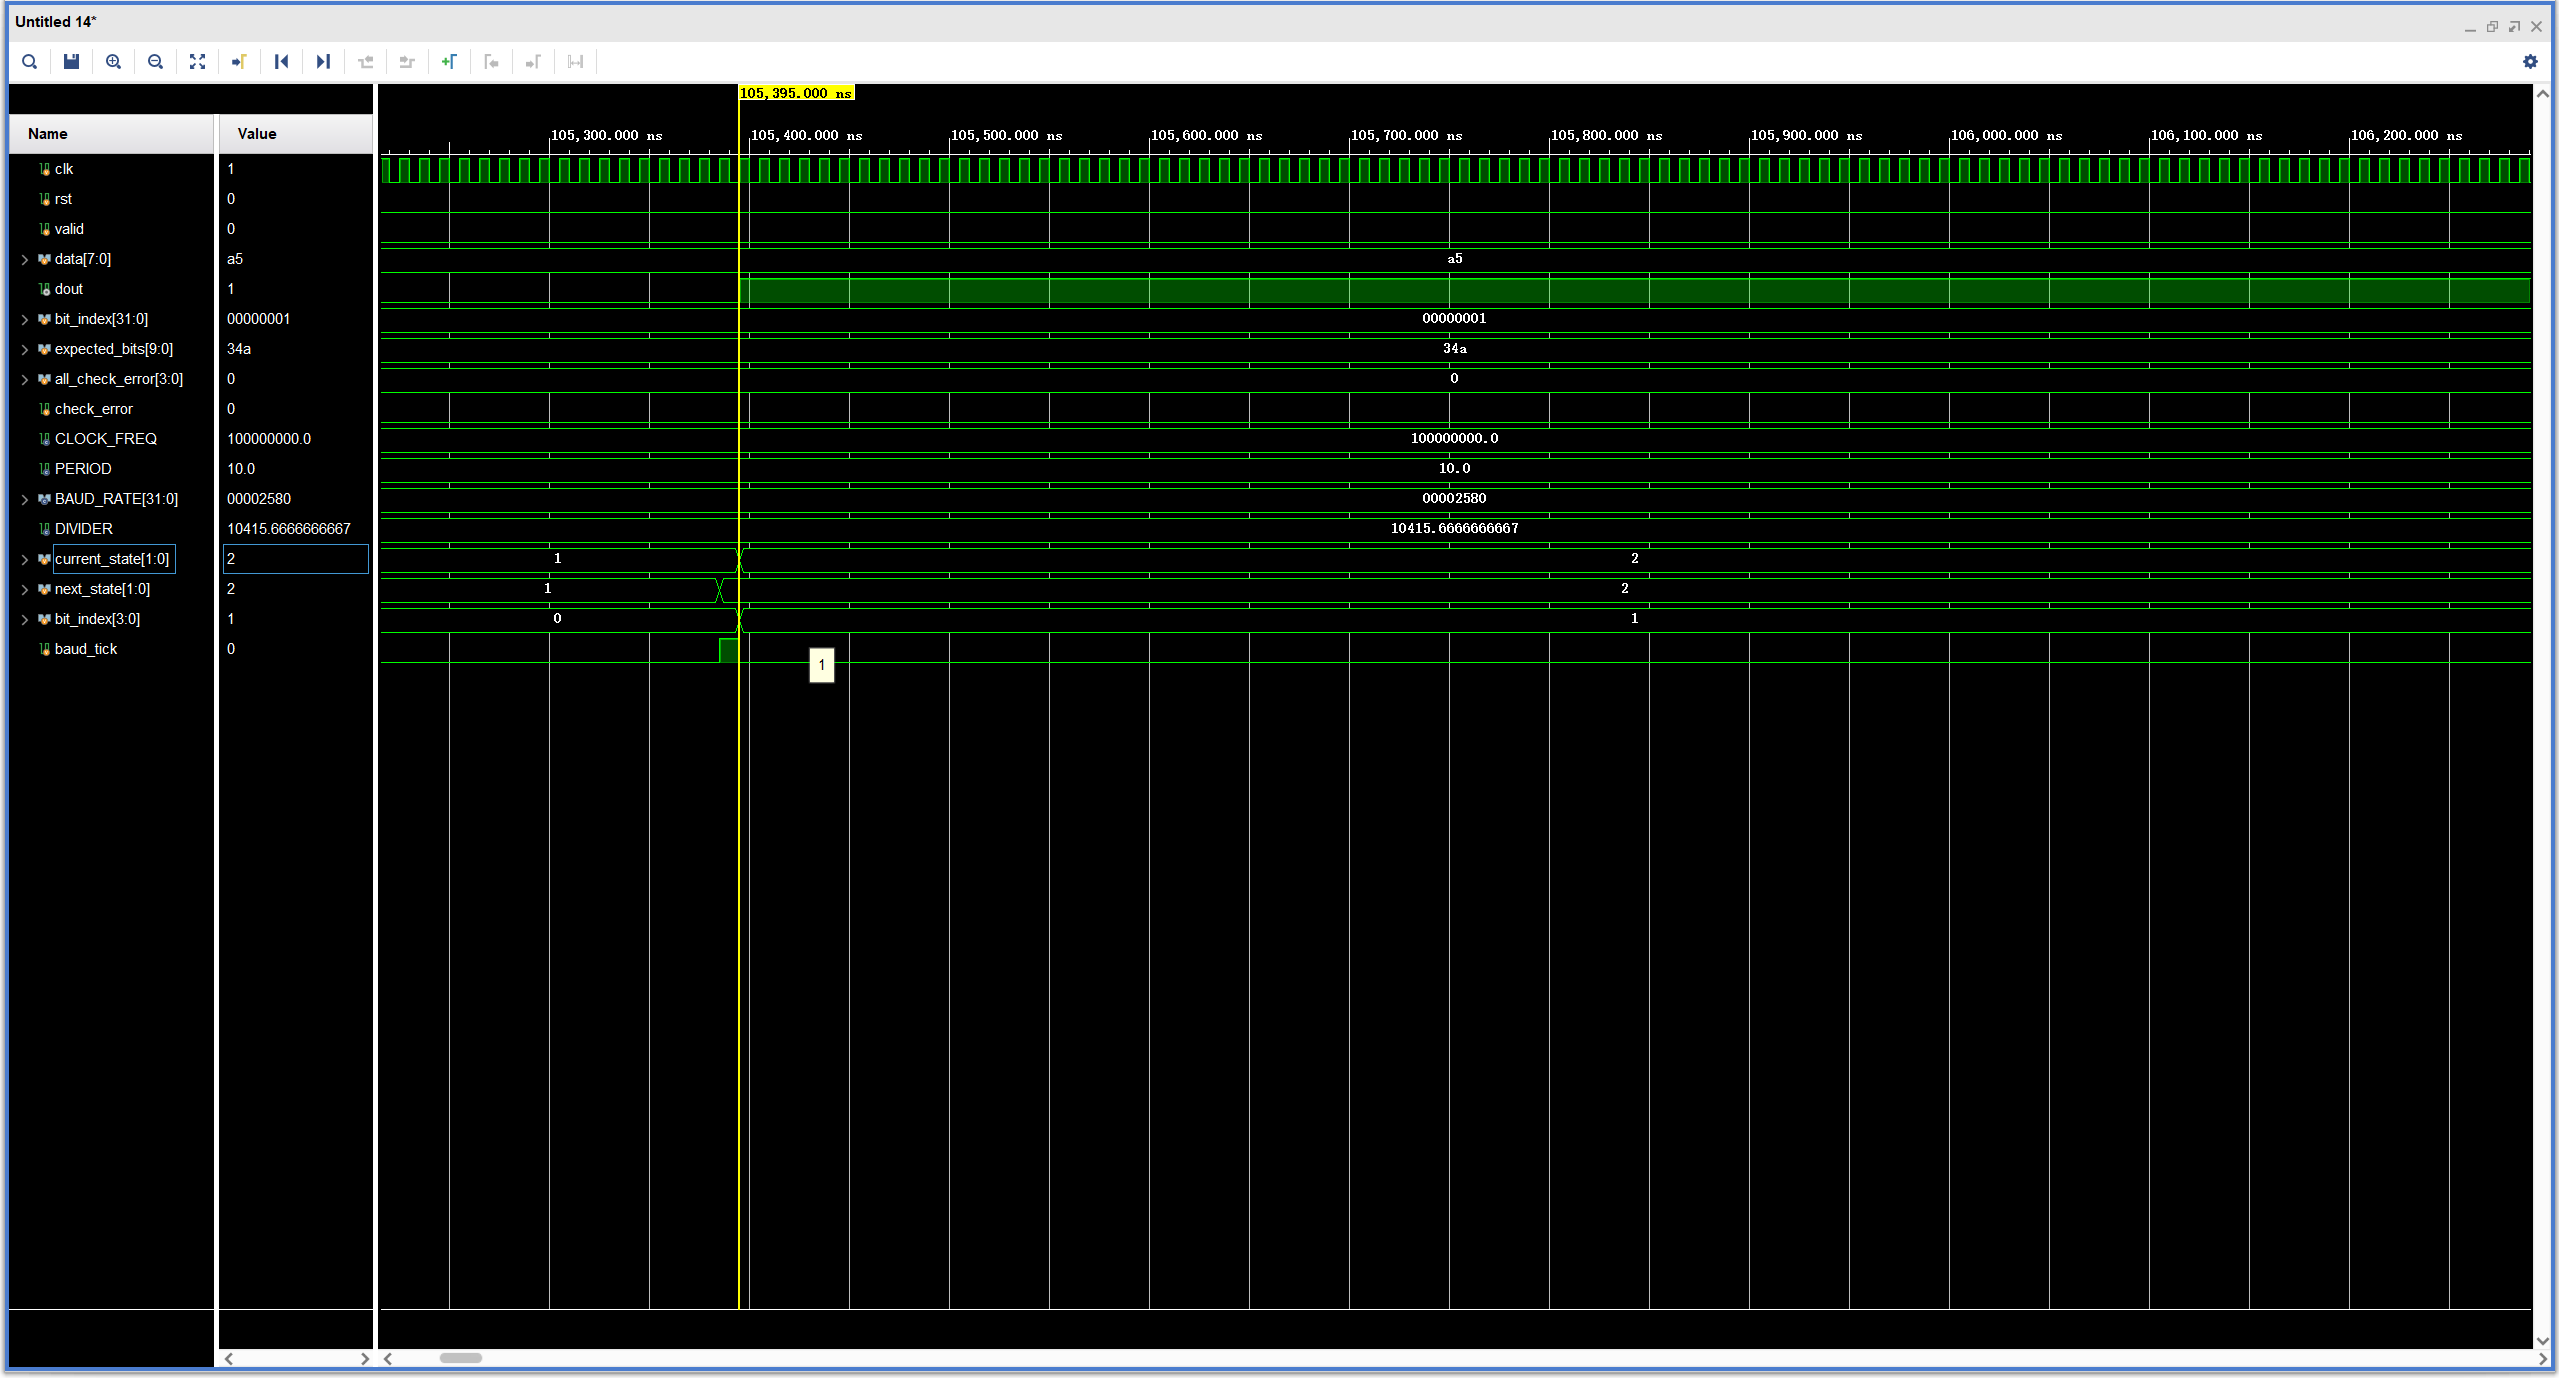 Untitled 14*
105,395.000 ns
Name Value
105,300.000 ns 105,400.000 ns 105,500.000 ns 105,600.000 ns 105,700.000 ns 105,800.000 ns 105,900.000 ns 106,000.000 ns 106,100.000 ns 106,200.000 ns
clk 1
rst 0
valid 0
data[7:0] a5 a5
dout 1
bit_index[31:0] 00000001 00000001
expected_bits[9:0] 34a 34a
all_check_error[3:0] 0 0
check_error 0
CLOCK_FREQ 100000000.0 100000000.0
PERIOD 10.0 10.0
BAUD_RATE[31:0] 00002580 00002580
DIVIDER 10415.6666666667 10415.6666666667
current_state[1:0] 2 1 2
next_state[1:0] 2 1 2
bit_index[3:0] 1 0 1
baud_tick 0
1